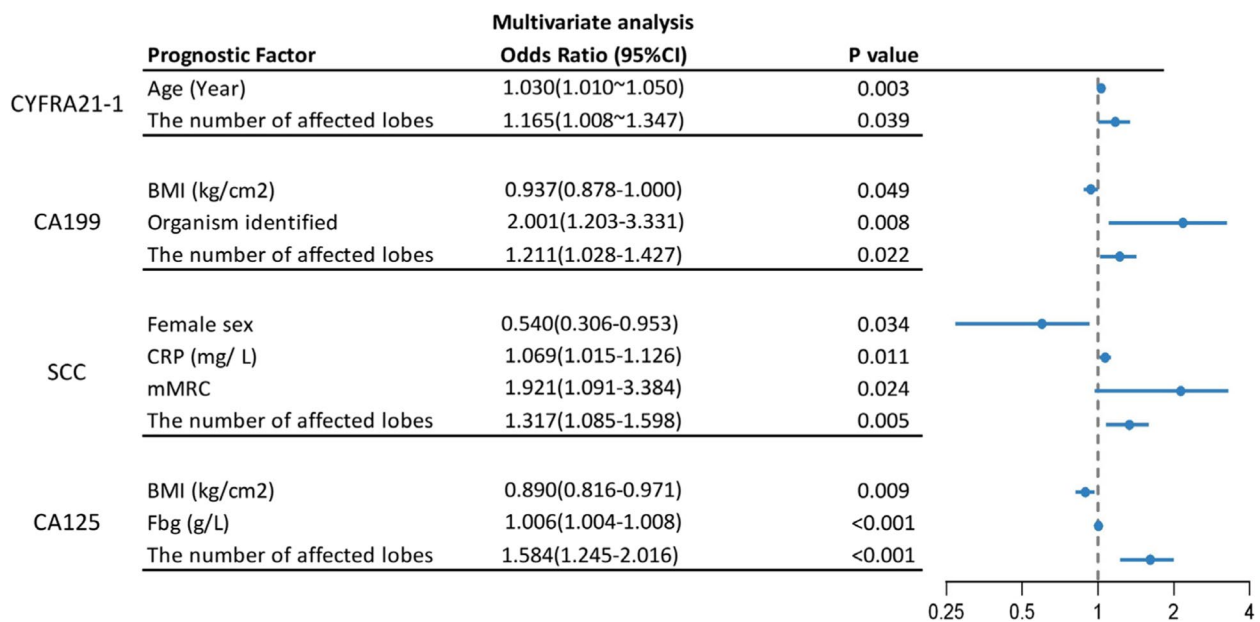 Multivariate analysis
Prognostic Factor Odds Ratio (95%CI) P value
CYFRA21-1
Age (Year) 1.030(1.010~1.050) 0.003
The number of affected lobes 1.165(1.008~1.347) 0.039
CA199
BMI (kg/cm2) 0.937(0.878-1.000) 0.049
Organism identified 2.001(1.203-3.331) 0.008
The number of affected lobes 1.211(1.028-1.427) 0.022
SCC
Female sex 0.540(0.306-0.953) 0.034
CRP (mg/ L) 1.069(1.015-1.126) 0.011
mMRC 1.921(1.091-3.384) 0.024
The number of affected lobes 1.317(1.085-1.598) 0.005
CA125
BMI (kg/cm2) 0.890(0.816-0.971) 0.009
Fbg (g/L) 1.006(1.004-1.008) <0.001
The number of affected lobes 1.584(1.245-2.016) <0.001
0.25 0.5 1 2 4